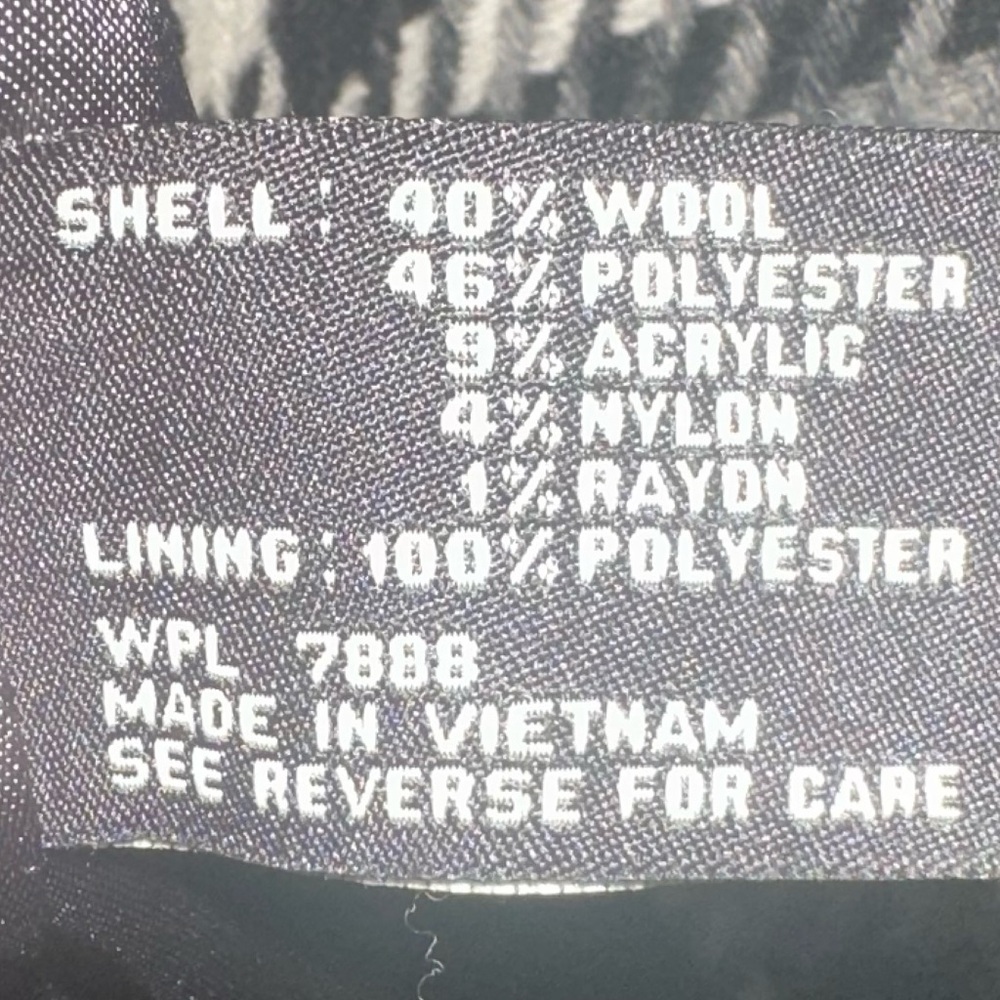 SHELL: 40% WOOL
46% POLYESTER
9% ACRYLIC
4% NYLON
1% RAYON
LINING: 100% POLYESTER
WPL 7888
MADE IN VIETNAM
SEE REVERSE FOR CARE